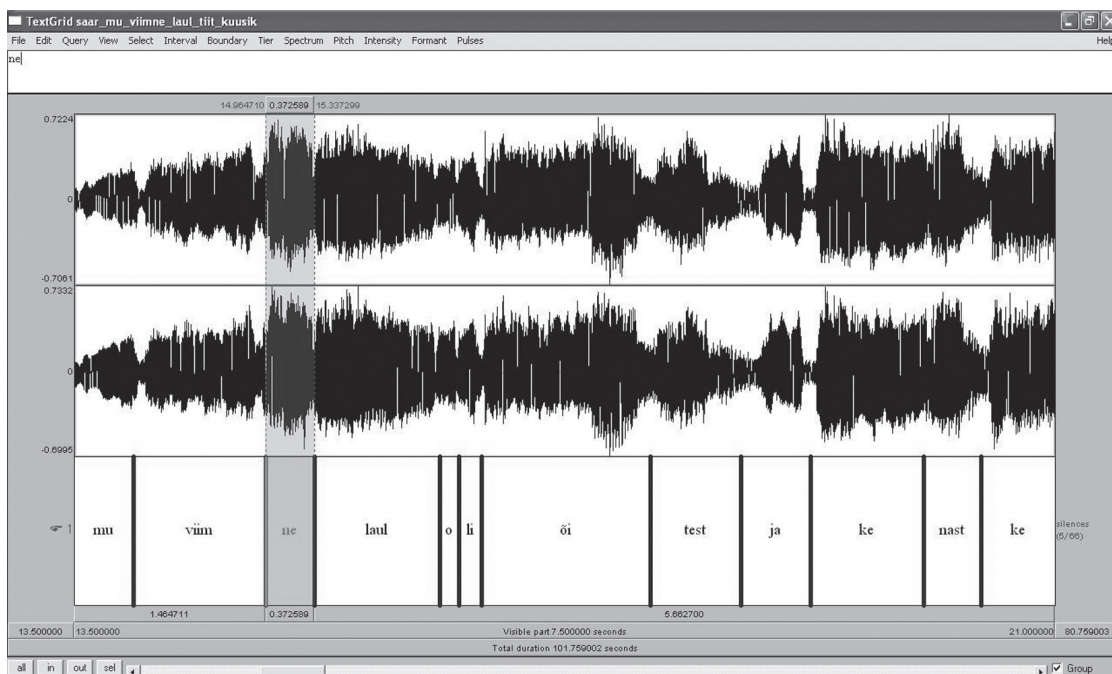 TextGrid saar_mu_viimne_laul_tiit_kuusik
File Edit Query View Select Interval Boundary Tier Spectrum Pitch Intensity Formant Pulses Help
ne
14.964710 0.372589 15.337299
0.7224
0
-0.7061
0.7332
0
-0.6995
1 mu viim ne laul o li õi test ja ke nast ke
silences
(5/66)
1.464711 0.372589 5.662700
13.500000 13.500000 Visible part 7.500000 seconds 21.000000 80.759003
Total duration 101.759002 seconds
all in out sel Group